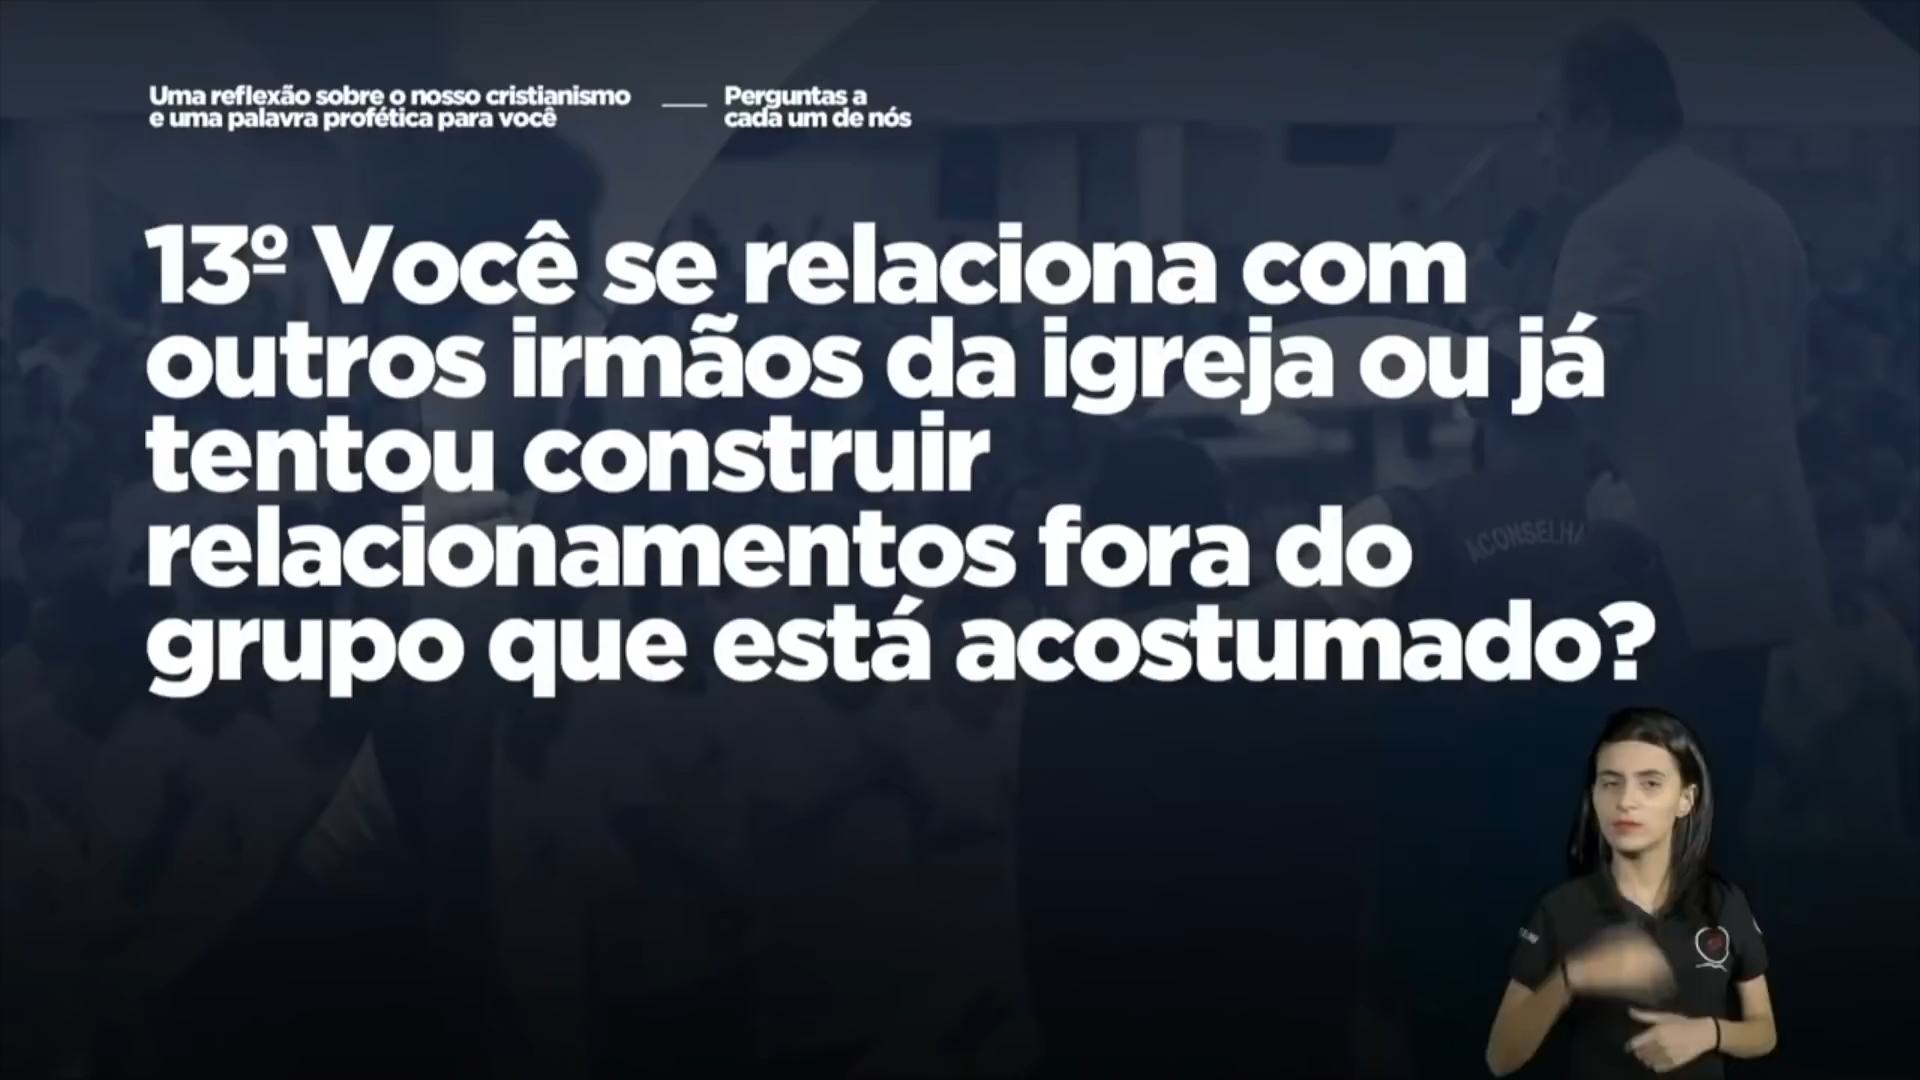 Uma reflexão sobre o nosso cristianismo
e uma palavra profética para você
Perguntas a
cada um de nós
13º Você se relaciona com
outros irmãos da igreja ou já
tentou construir
relacionamentos fora do
grupo que está acostumado?
ACONSELHA